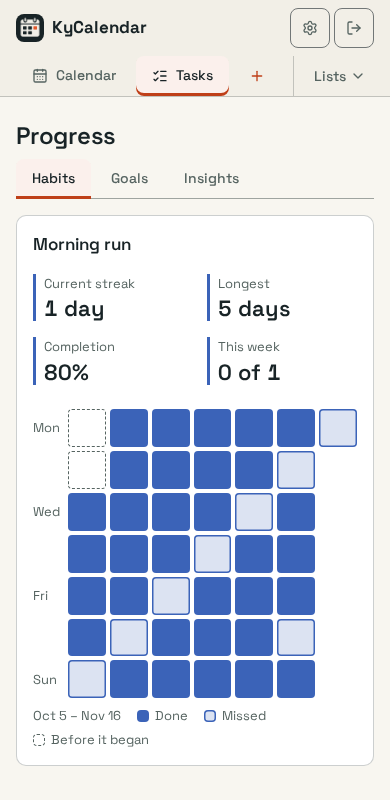 KyCalendar
Calendar Tasks + Lists
Progress
Habits Goals Insights
Morning run
Current streak Longest
1 day 5 days
Completion This week
80% 0 of 1
Mon
Wed
Fri
Sun
Oct 5 – Nov 16 Done Missed
Before it began